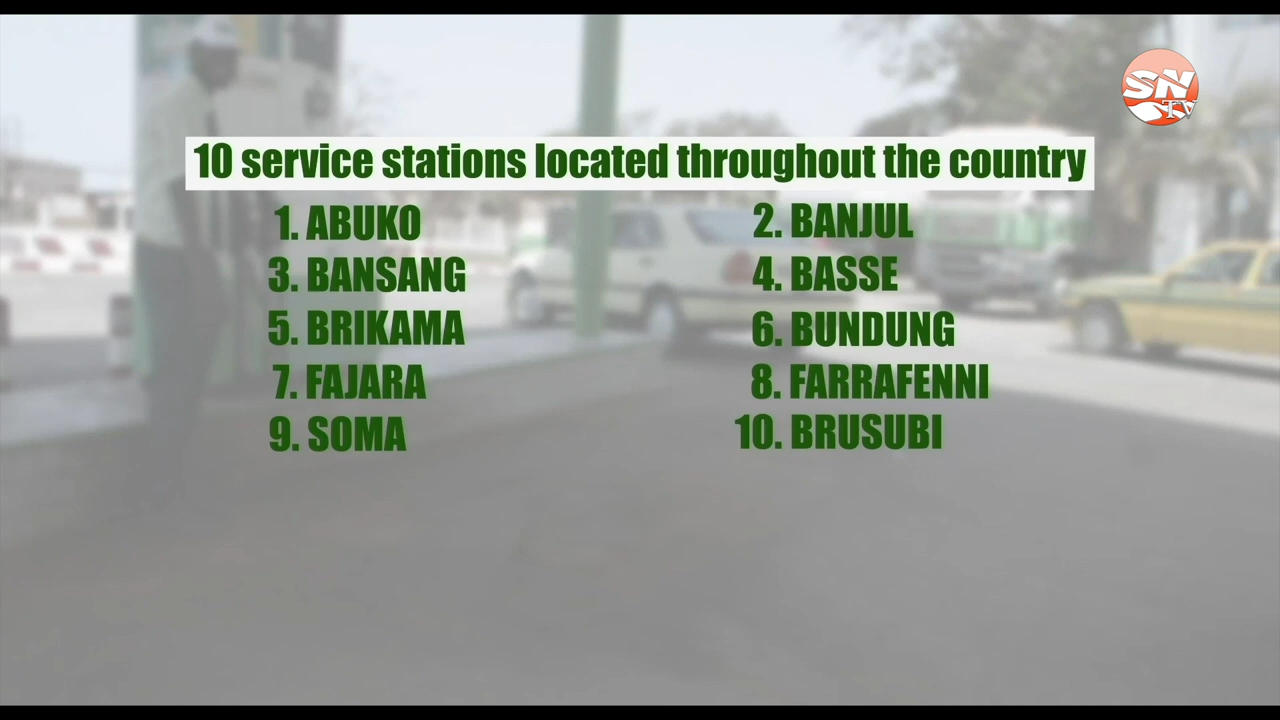 SN
TV
10 service stations located throughout the country
1. ABUKO
2. BANJUL
3. BANSANG
4. BASSE
5. BRIKAMA
6. BUNDUNG
7. FAJARA
8. FARRAFENNI
9. SOMA
10. BRUSUBI